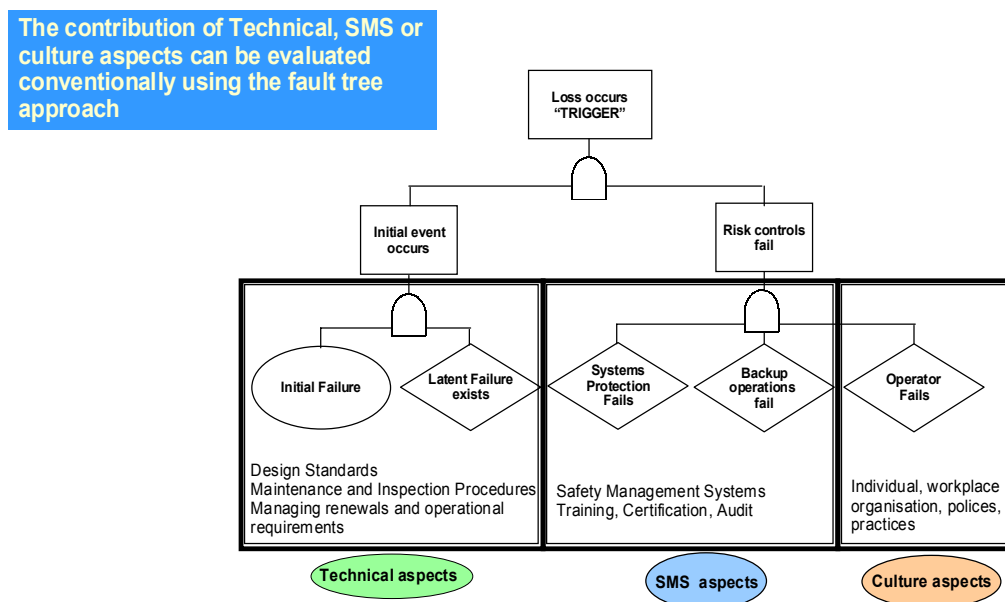 The contribution of Technical, SMS or
culture aspects can be evaluated
conventionally using the fault tree
approach
Loss occurs
“TRIGGER”
Initial event
occurs
Risk controls
fail
Initial Failure
Latent Failure
exists
Systems
Protection
Fails
Backup
operations
fail
Operator
Fails
Design Standards
Maintenance and Inspection Procedures
Managing renewals and operational
requirements
Safety Management Systems
Training, Certification, Audit
Individual, workplace
organisation, polices,
practices
Technical aspects
SMS aspects
Culture aspects